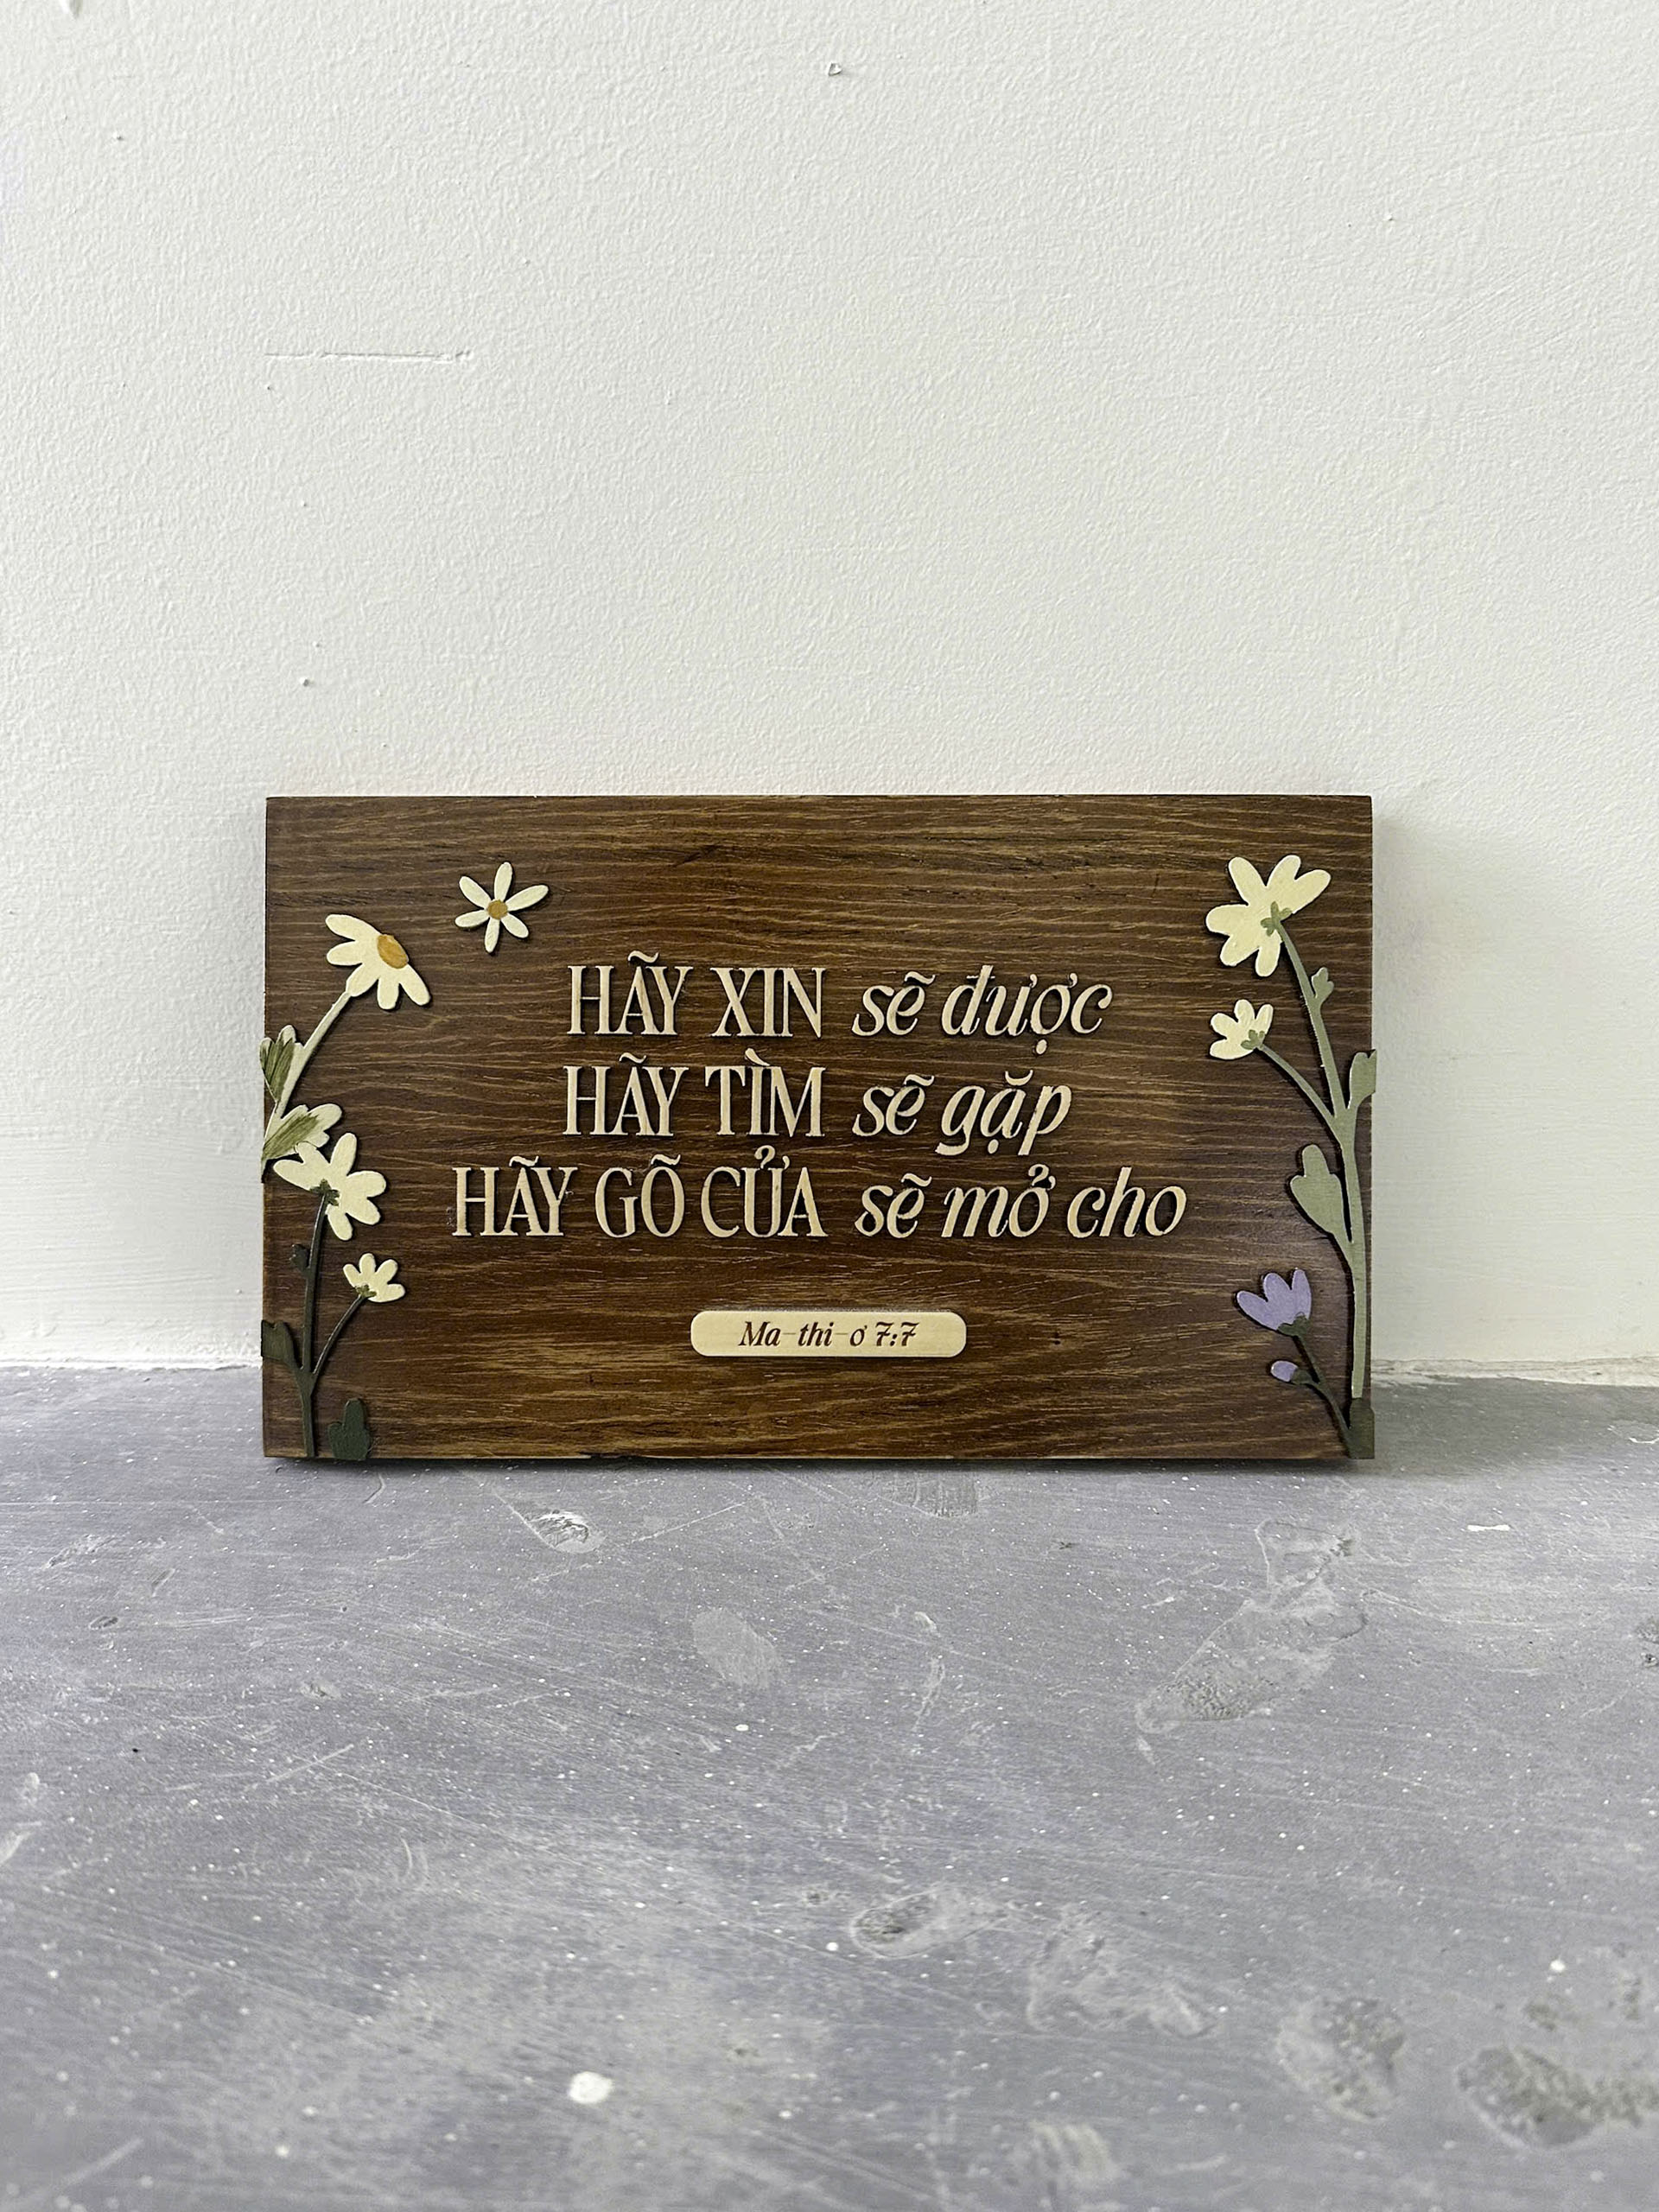 HÃY XIN sẽ được
HÃY TÌM sẽ gặp
HÃY GÕ CỬA sẽ mở cho
Ma-thi-ơ 7:7